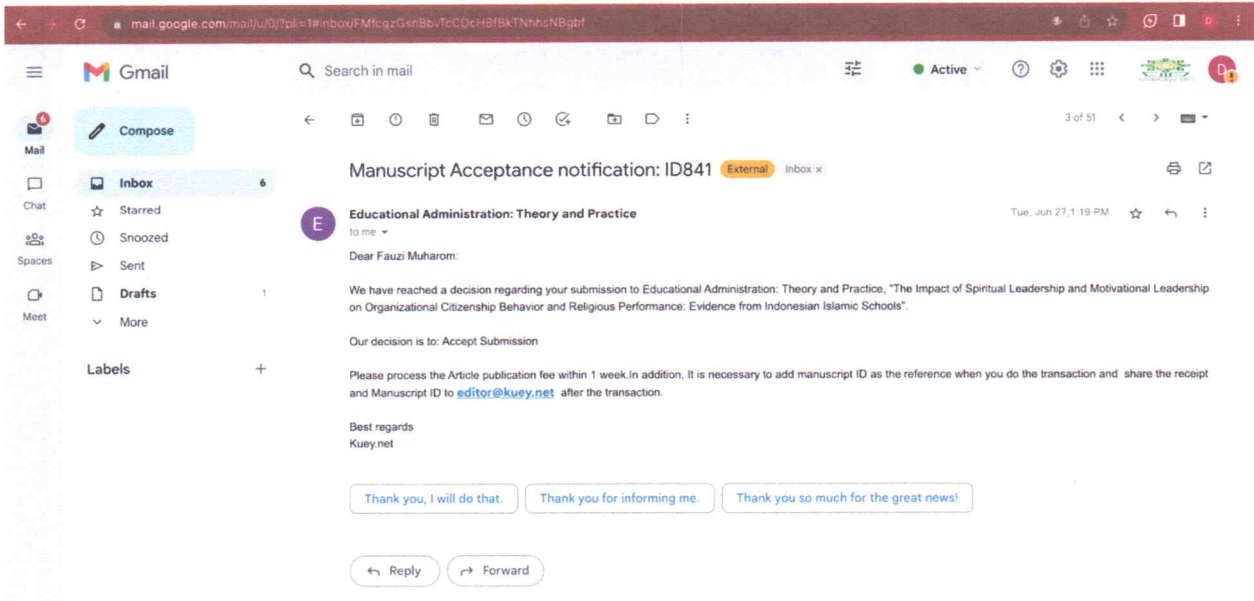 mail.google.com/mail/u/0/?pli=1#inbox/FMfcgzGsnBbvTcCDcHBfBkTNhhsNBgbf
D
Gmail
Search in mail
Active
D
6
Mail
Compose
3 of 51
Manuscript Acceptance notification: ID841 External Inbox x
Inbox 6
Chat
Starred
E
Educational Administration: Theory and Practice
Tue, Jun 27, 1:19 PM
to me
Snoozed
Spaces
Sent
Dear Fauzi Muharom:
Drafts 1
We have reached a decision regarding your submission to Educational Administration: Theory and Practice, "The Impact of Spiritual Leadership and Motivational Leadership
on Organizational Citizenship Behavior and Religious Performance: Evidence from Indonesian Islamic Schools".
Meet
More
Our decision is to: Accept Submission
Labels +
Please process the Article publication fee within 1 week.In addition, It is necessary to add manuscript ID as the reference when you do the transaction and share the receipt
and Manuscript ID to editor@kuey.net after the transaction.
Best regards
Kuey.net
Thank you, I will do that.
Thank you for informing me.
Thank you so much for the great news!
Reply
Forward